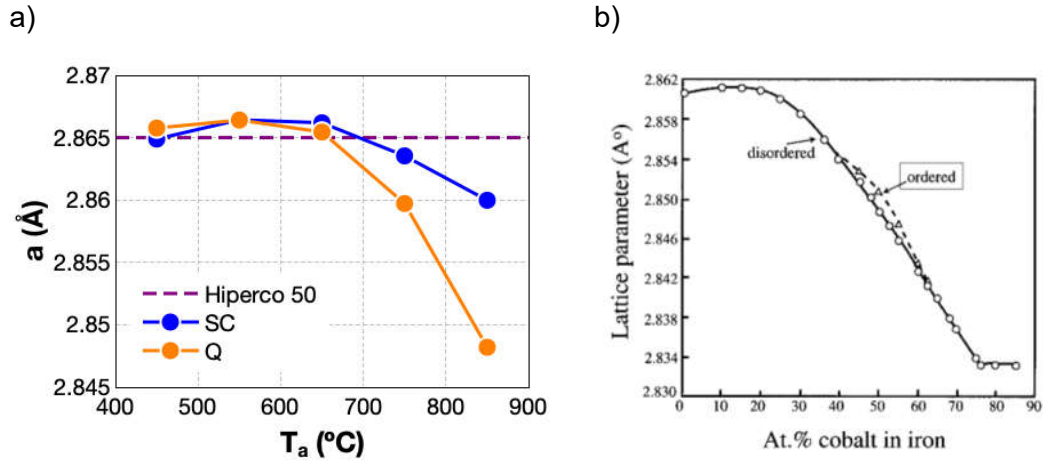 a)
2.87
2.865
2.86
2.855
2.85
2.845
a (Å)
Hiperco 50
SC
Q
400 500 600 700 800 900
Tₐ (ºC)
b)
2.862
2.858
2.854
2.850
2.846
2.842
2.838
2.834
2.830
Lattice parameter (Aº)
disordered
ordered
0 10 20 30 40 50 60 70 80 90
At.% cobalt in iron